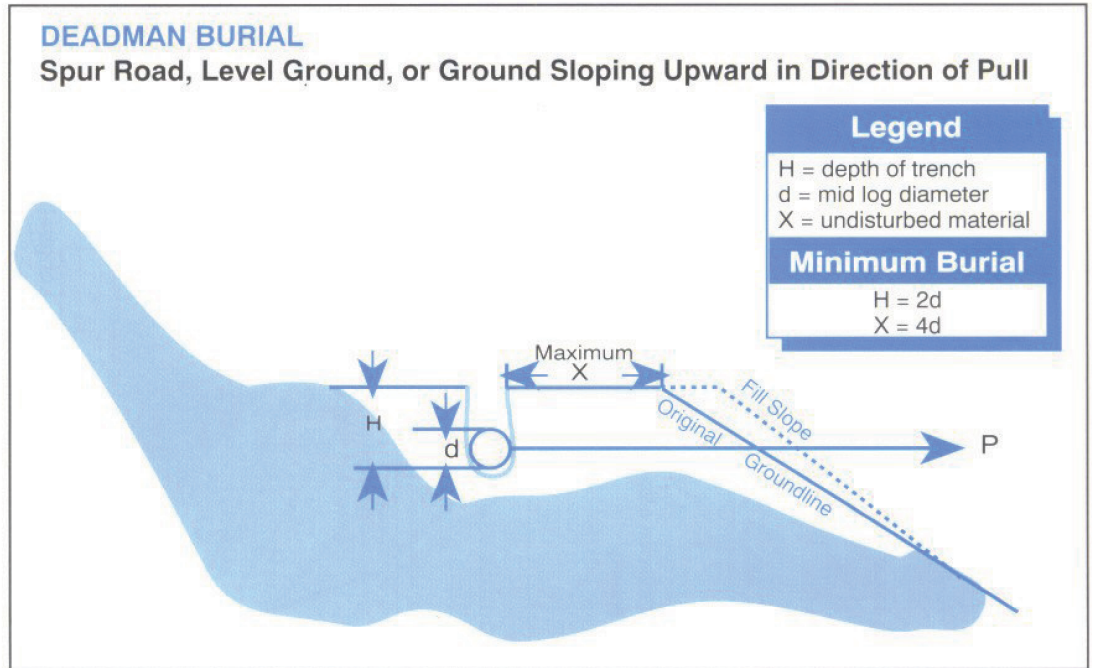 DEADMAN BURIAL
Spur Road, Level Ground, or Ground Sloping Upward in Direction of Pull
Legend
H = depth of trench
d = mid log diameter
X = undisturbed material
Minimum Burial
H = 2d
X = 4d
Maximum
X
H
d
Original
Groundline
Fill Slope
P